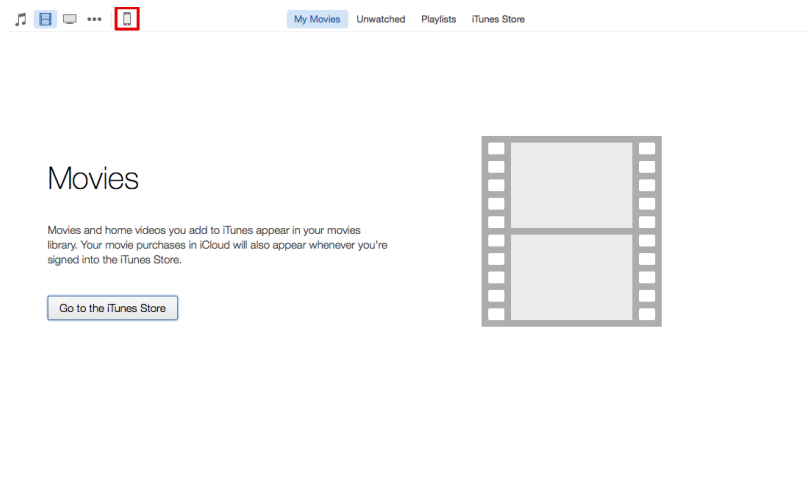 My Movies Unwatched Playlists iTunes Store
Movies
Movies and home videos you add to iTunes appear in your movies
library. Your movie purchases in iCloud will also appear whenever you're
signed into the iTunes Store.
Go to the iTunes Store